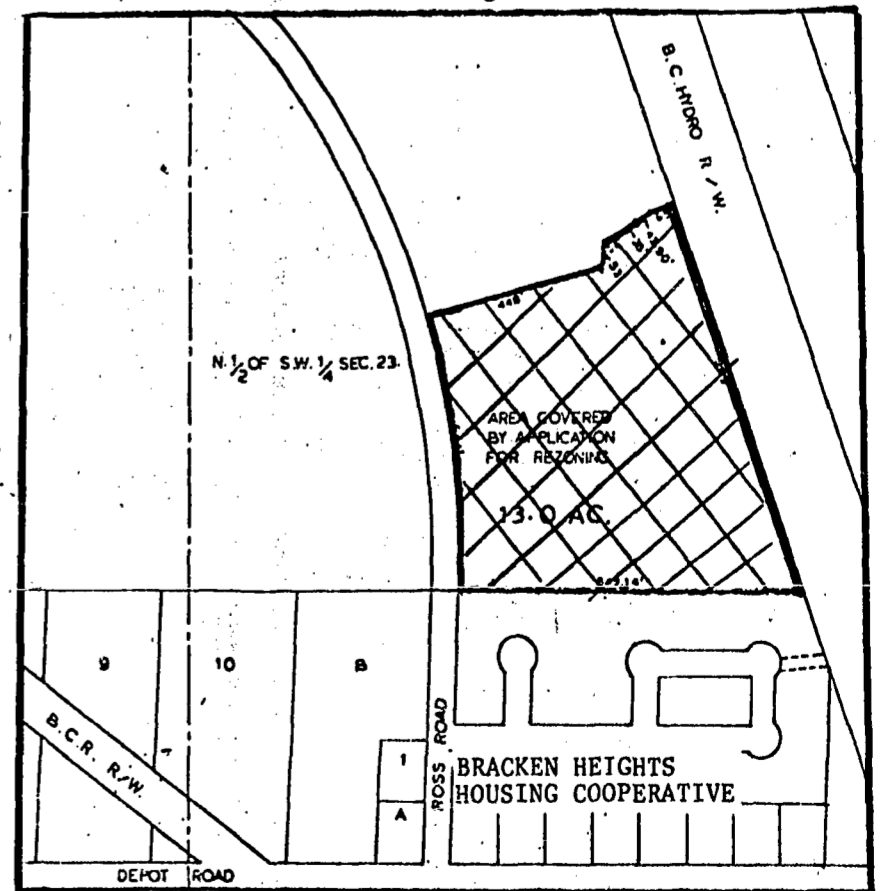 B.C. HYDRO R/W.
448'
N. 1/2 OF S.W. 1/4 SEC. 23.
AREA COVERED
BY APPLICATION
FOR REZONING
13.0 AC.
9
10
B
B.C.R. R/W.
1
A
ROSS ROAD
BRACKEN HEIGHTS
HOUSING COOPERATIVE
DEPOT ROAD